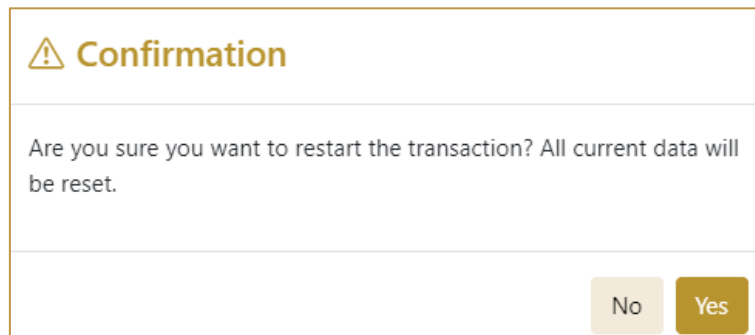 Confirmation
Are you sure you want to restart the transaction? All current data will
be reset.
No Yes